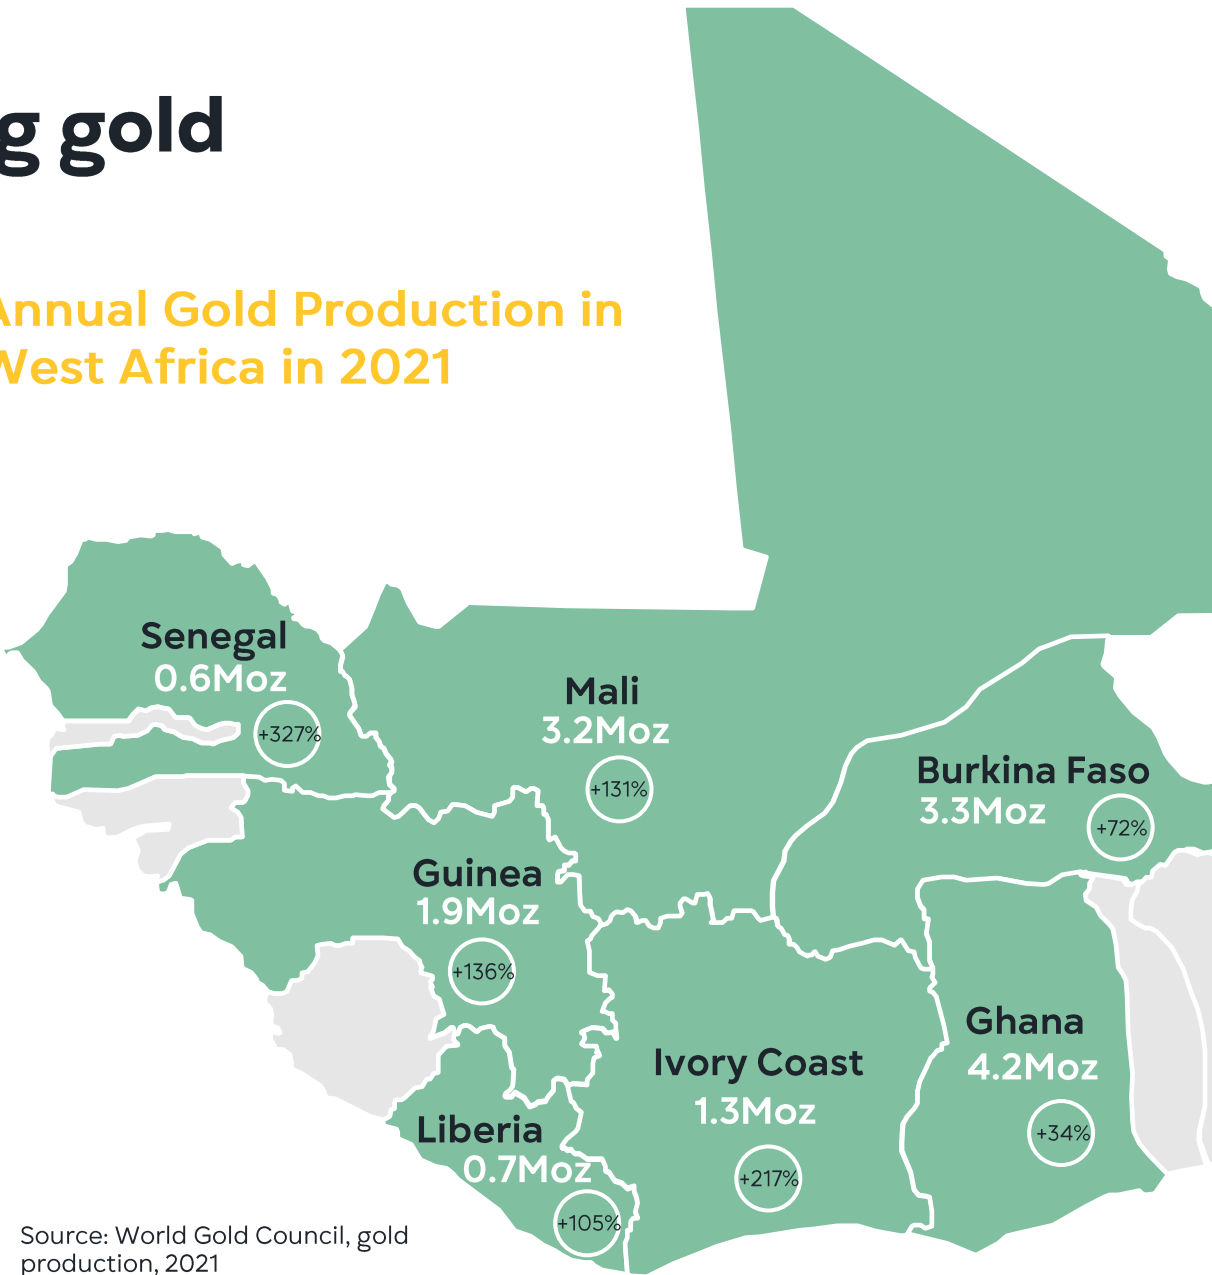 g gold
Annual Gold Production in
West Africa in 2021
Senegal
0.6Moz
+327%
Mali
3.2Moz
+131%
Burkina Faso
3.3Moz
+72%
Guinea
1.9Moz
+136%
Ghana
4.2Moz
+34%
Ivory Coast
1.3Moz
+217%
Liberia
0.7Moz
+105%
Source: World Gold Council, gold
production, 2021